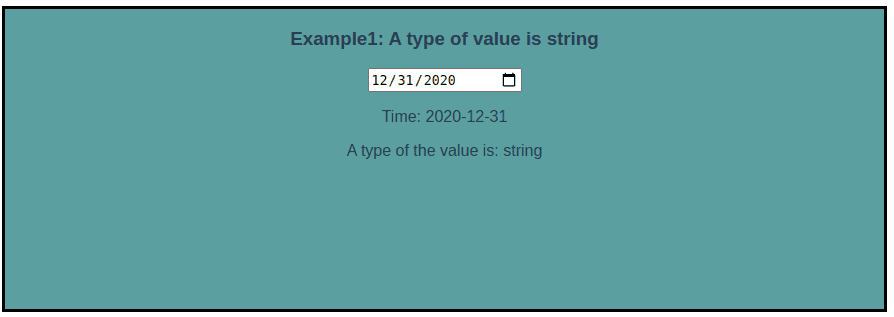 Example1: A type of value is string
12/31/2020
Time: 2020-12-31
A type of the value is: string